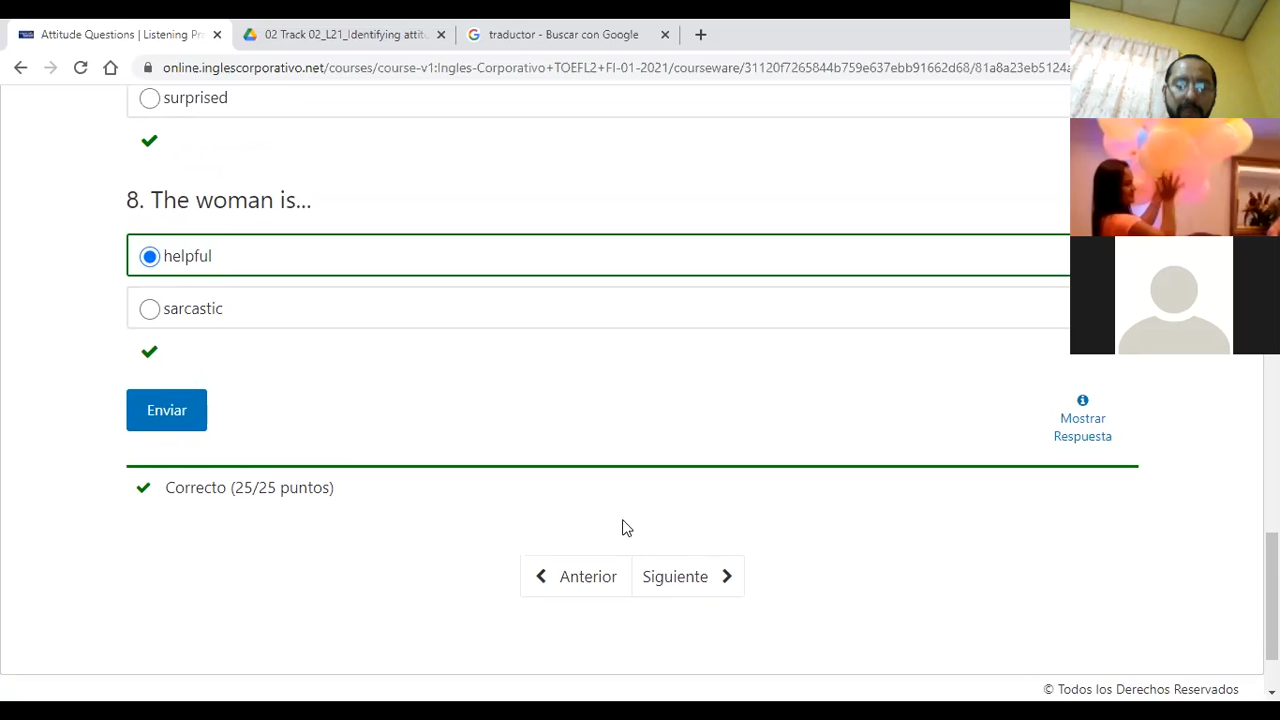 Attitude Questions | Listening Pr
02 Track 02_L21_Identifying attit
traductor - Buscar con Google
online.inglescorporativo.net/courses/course-v1:Ingles-Corporativo+TOEFL2+FI-01-2021/courseware/31120f7265844b759e637ebb91662d68/81a8a23eb5124a
surprised
8. The woman is...
helpful
sarcastic
Enviar
Mostrar
Respuesta
Correcto (25/25 puntos)
Anterior
Siguiente
© Todos los Derechos Reservados